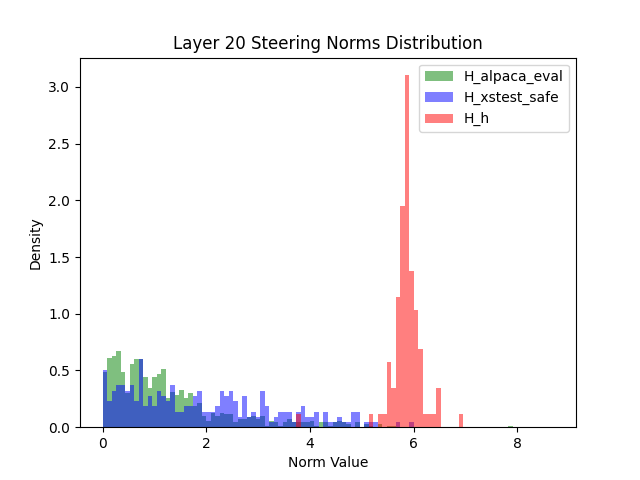 Layer 20 Steering Norms Distribution
H_alpaca_eval
H_xstest_safe
H_h
Density
3.0
2.5
2.0
1.5
1.0
0.5
0.0
0 2 4 6 8
Norm Value